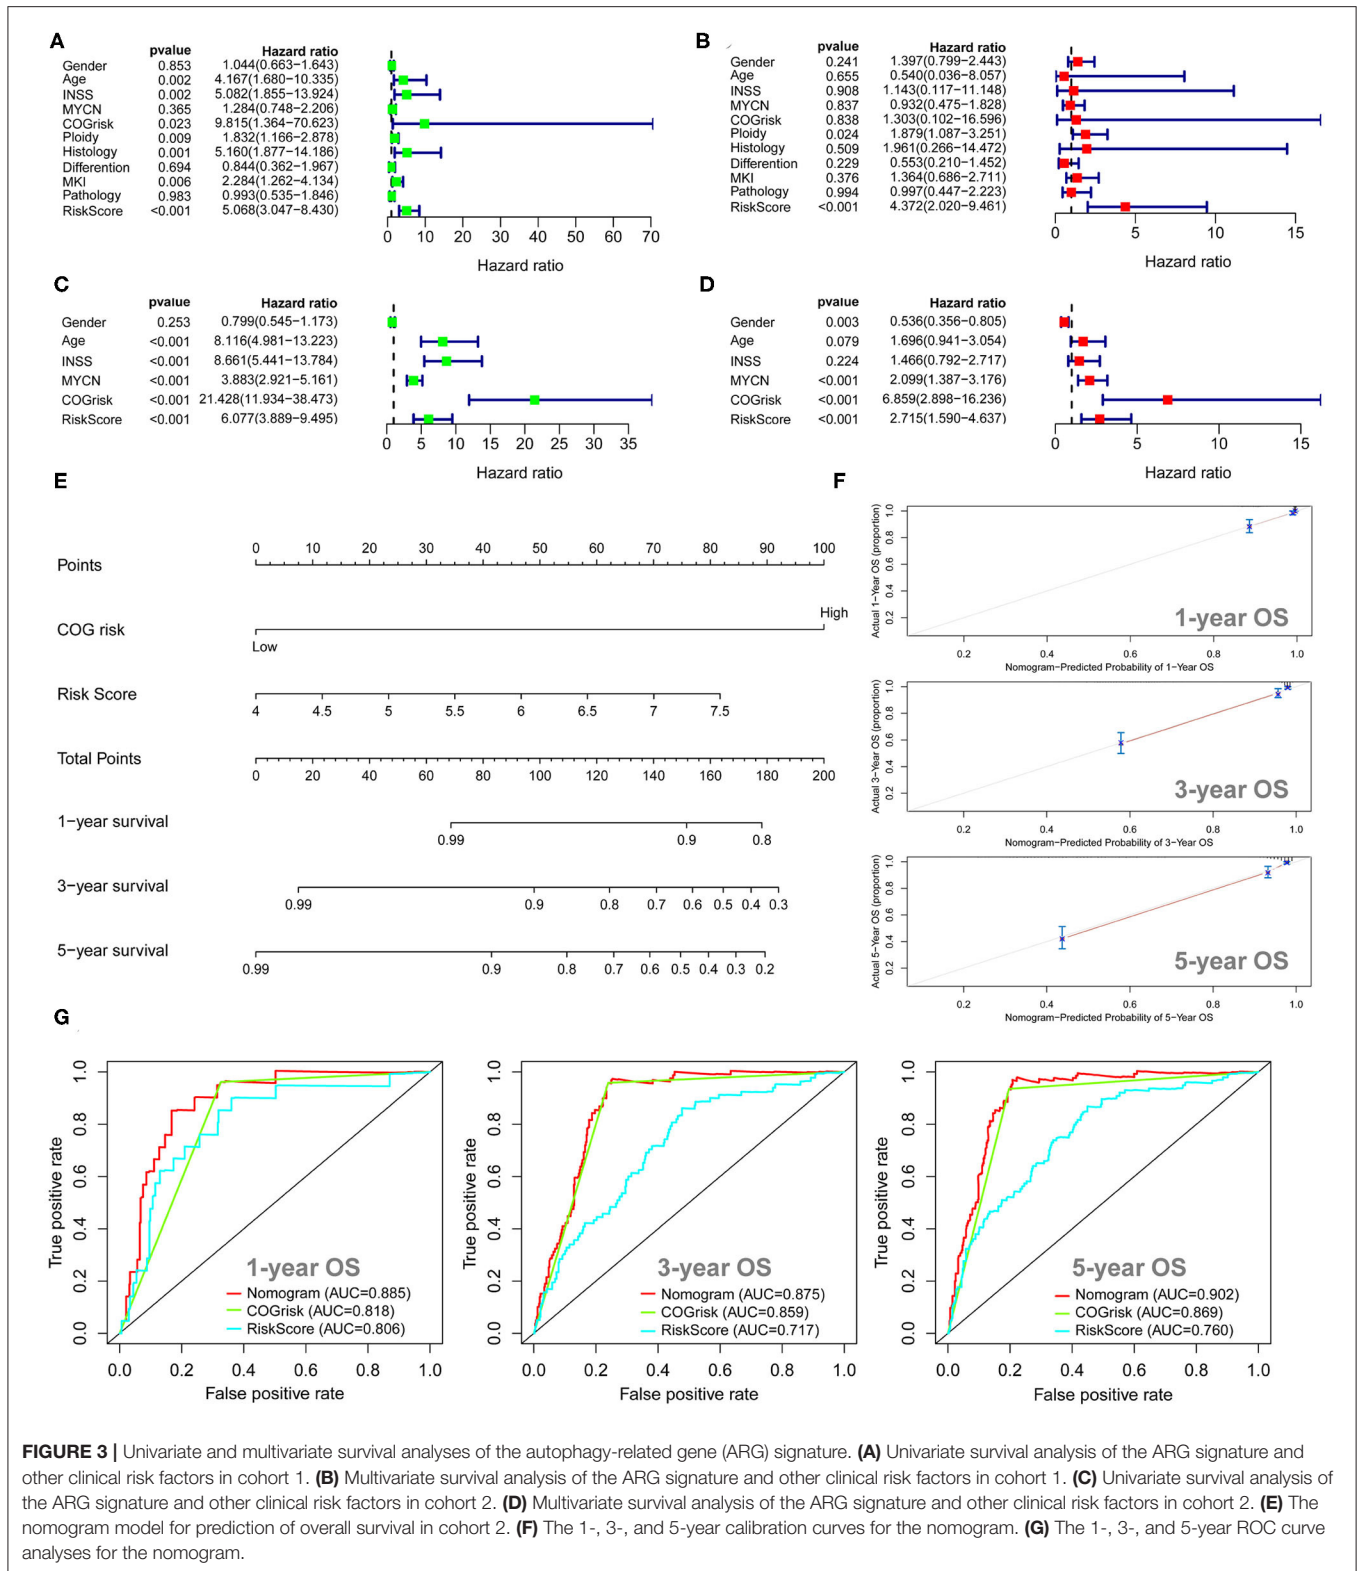 A
pvalue Hazard ratio
Gender 0.853 1.044(0.663−1.643)
Age 0.002 4.167(1.680−10.335)
INSS 0.002 5.082(1.855−13.924)
MYCN 0.365 1.284(0.748−2.206)
COGrisk 0.023 9.815(1.364−70.623)
Ploidy 0.009 1.832(1.166−2.878)
Histology 0.001 5.160(1.877−14.186)
Differention 0.694 0.844(0.362−1.967)
MKI 0.006 2.284(1.262−4.134)
Pathology 0.983 0.993(0.535−1.846)
RiskScore <0.001 5.068(3.047−8.430)
0 10 20 30 40 50 60 70
Hazard ratio
B
pvalue Hazard ratio
Gender 0.241 1.397(0.799−2.443)
Age 0.655 0.540(0.036−8.057)
INSS 0.908 1.143(0.117−11.148)
MYCN 0.837 0.932(0.475−1.828)
COGrisk 0.838 1.303(0.102−16.596)
Ploidy 0.024 1.879(1.087−3.251)
Histology 0.509 1.961(0.266−14.472)
Differention 0.229 0.553(0.210−1.452)
MKI 0.376 1.364(0.686−2.711)
Pathology 0.994 0.997(0.447−2.223)
RiskScore <0.001 4.372(2.020−9.461)
0 5 10 15
Hazard ratio
C
pvalue Hazard ratio
Gender 0.253 0.799(0.545−1.173)
Age <0.001 8.116(4.981−13.223)
INSS <0.001 8.661(5.441−13.784)
MYCN <0.001 3.883(2.921−5.161)
COGrisk <0.001 21.428(11.934−38.473)
RiskScore <0.001 6.077(3.889−9.495)
0 5 10 15 20 25 30 35
Hazard ratio
D
pvalue Hazard ratio
Gender 0.003 0.536(0.356−0.805)
Age 0.079 1.696(0.941−3.054)
INSS 0.224 1.466(0.792−2.717)
MYCN <0.001 2.099(1.387−3.176)
COGrisk <0.001 6.859(2.898−16.236)
RiskScore <0.001 2.715(1.590−4.637)
0 5 10 15
Hazard ratio
E
0 10 20 30 40 50 60 70 80 90 100
Points
High
COG risk
Low
Risk Score
4 4.5 5 5.5 6 6.5 7 7.5
Total Points
0 20 40 60 80 100 120 140 160 180 200
1−year survival
0.99 0.9 0.8
3−year survival
0.99 0.9 0.8 0.7 0.6 0.5 0.4 0.3
5−year survival
0.99 0.9 0.8 0.7 0.6 0.5 0.4 0.3 0.2
F
Actual 1−Year OS (proportion)
0.2 0.4 0.6 0.8 1.0
1-year OS
0.2 0.4 0.6 0.8 1.0
Nomogram−Predicted Probability of 1−Year OS
Actual 3−Year OS (proportion)
0.2 0.4 0.6 0.8 1.0
3-year OS
0.2 0.4 0.6 0.8 1.0
Nomogram−Predicted Probability of 3−Year OS
Actual 5−Year OS (proportion)
0.2 0.4 0.6 0.8 1.0
5-year OS
0.2 0.4 0.6 0.8 1.0
Nomogram−Predicted Probability of 5−Year OS
G
True positive rate
0.0 0.2 0.4 0.6 0.8 1.0
1-year OS
Nomogram (AUC=0.885)
COGrisk (AUC=0.818)
RiskScore (AUC=0.806)
0.0 0.2 0.4 0.6 0.8 1.0
False positive rate
True positive rate
0.0 0.2 0.4 0.6 0.8 1.0
3-year OS
Nomogram (AUC=0.875)
COGrisk (AUC=0.859)
RiskScore (AUC=0.717)
0.0 0.2 0.4 0.6 0.8 1.0
False positive rate
True positive rate
0.0 0.2 0.4 0.6 0.8 1.0
5-year OS
Nomogram (AUC=0.902)
COGrisk (AUC=0.869)
RiskScore (AUC=0.760)
0.0 0.2 0.4 0.6 0.8 1.0
False positive rate
FIGURE 3 | Univariate and multivariate survival analyses of the autophagy-related gene (ARG) signature. (A) Univariate survival analysis of the ARG signature and
other clinical risk factors in cohort 1. (B) Multivariate survival analysis of the ARG signature and other clinical risk factors in cohort 1. (C) Univariate survival analysis of
the ARG signature and other clinical risk factors in cohort 2. (D) Multivariate survival analysis of the ARG signature and other clinical risk factors in cohort 2. (E) The
nomogram model for prediction of overall survival in cohort 2. (F) The 1-, 3-, and 5-year calibration curves for the nomogram. (G) The 1-, 3-, and 5-year ROC curve
analyses for the nomogram.